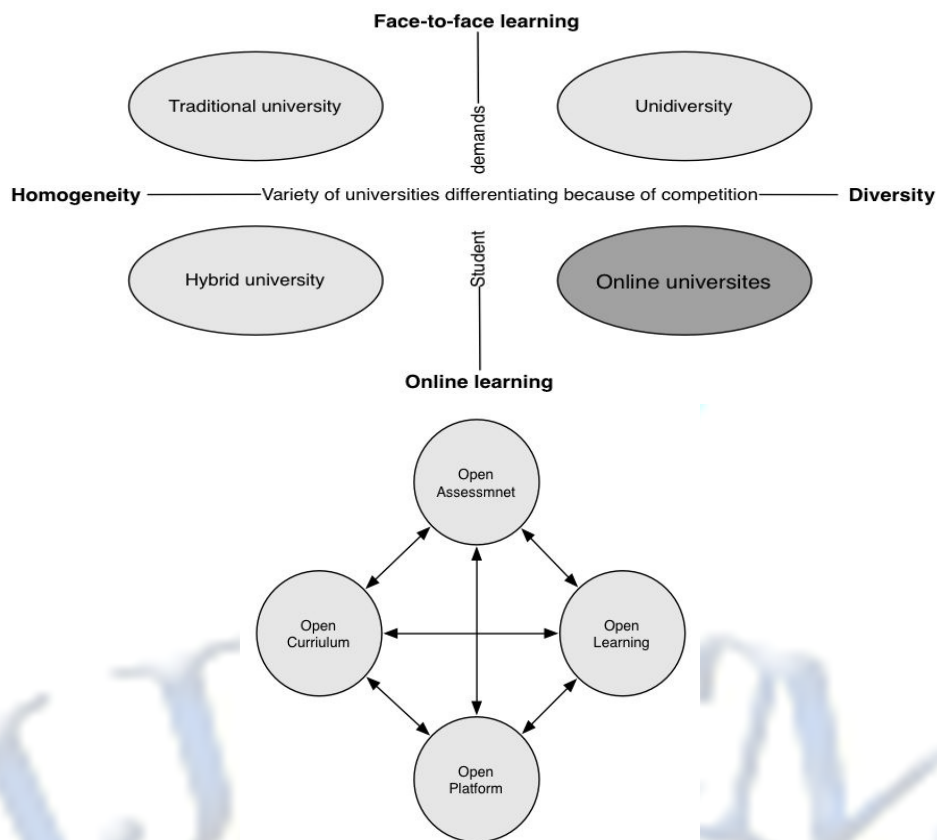 Face-to-face learning
Traditional university
Unidiversity
demands
Homogeneity
Variety of universities differentiating because of competition
Diversity
Student
Hybrid university
Online universites
Online learning
Open
Assessmnet
Open
Curriulum
Open
Learning
Open
Platform